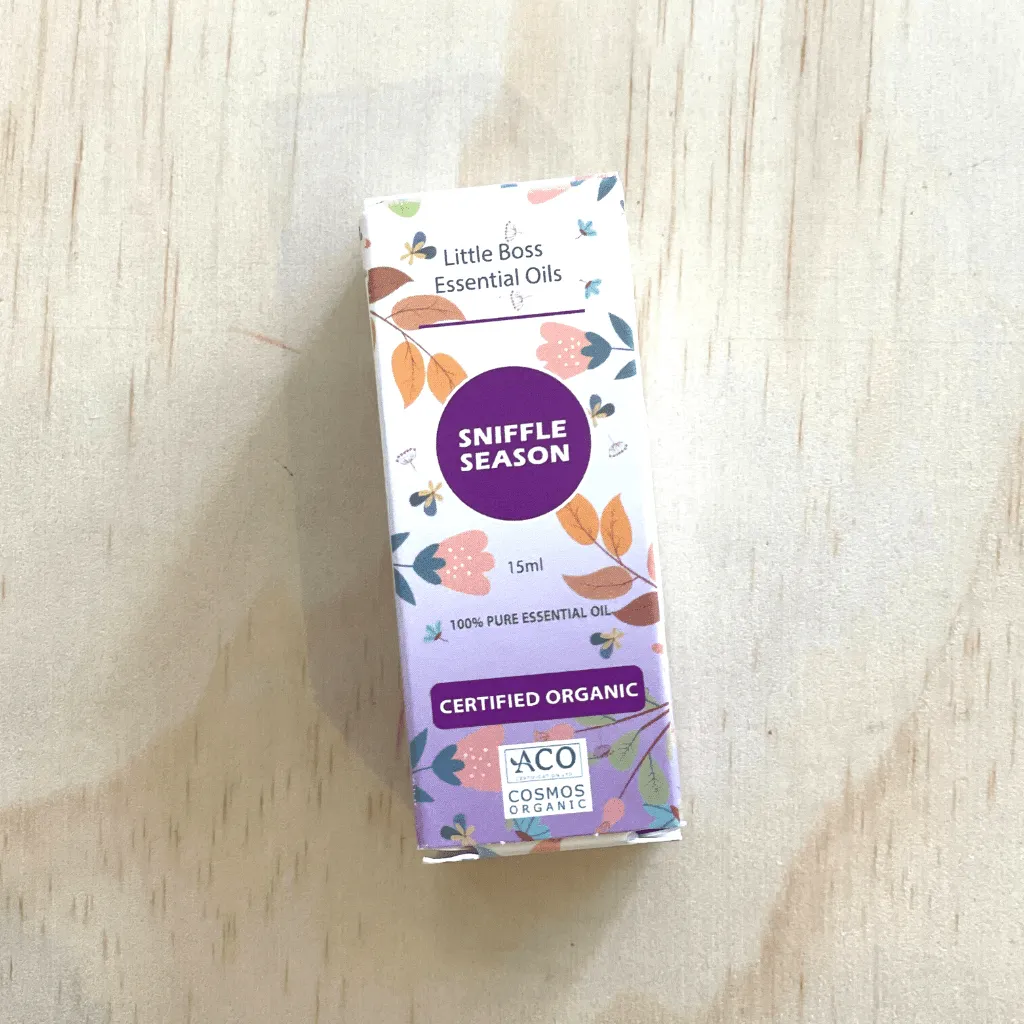 Little Boss
Essential Oils
SNIFFLE
SEASON
15ml
100% PURE ESSENTIAL OIL
CERTIFIED ORGANIC
ACO
COSMOS
ORGANIC